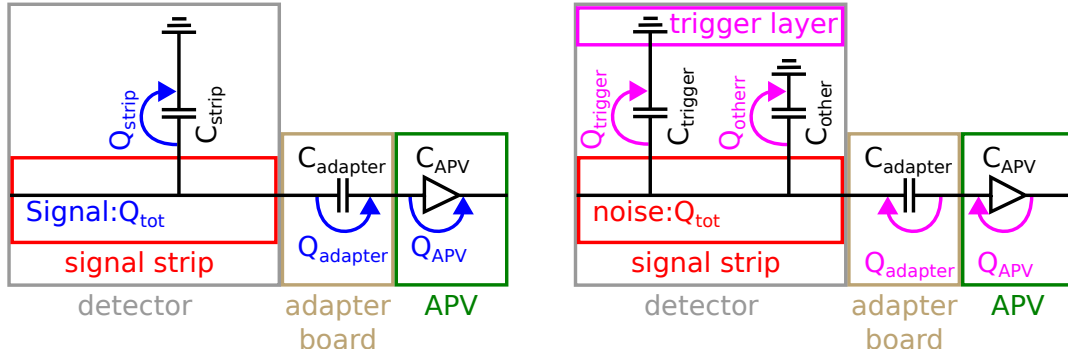 Q_strip
C_strip
C_adapter
C_APV
Signal:Q_tot
Q_adapter
Q_APV
signal strip
detector
adapter
board
APV
trigger layer
Q_trigger
C_trigger
Q_otherr
C_other
C_adapter
C_APV
noise:Q_tot
signal strip
Q_adapter
Q_APV
detector
adapter
board
APV